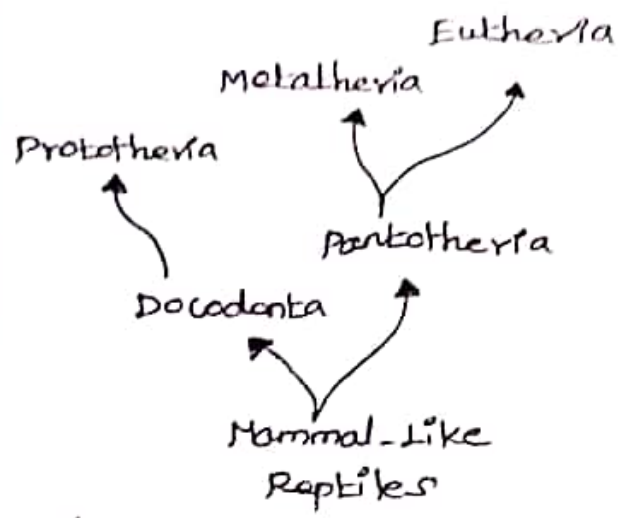 Eutheria
Metatheria
Prototheria
Pantotheria
Docodonta
Mammal-Like
Reptiles